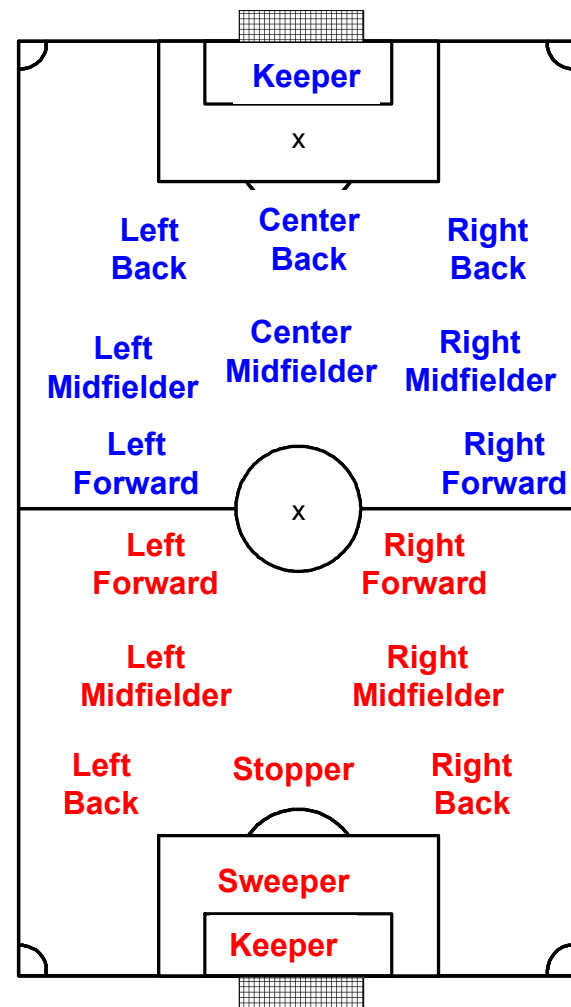 Keeper
x
Left
Back
Center
Back
Right
Back
Left
Midfielder
Center
Midfielder
Right
Midfielder
Left
Forward
Right
Forward
x
Left
Forward
Right
Forward
Left
Midfielder
Right
Midfielder
Left
Back
Stopper
Right
Back
Sweeper
Keeper